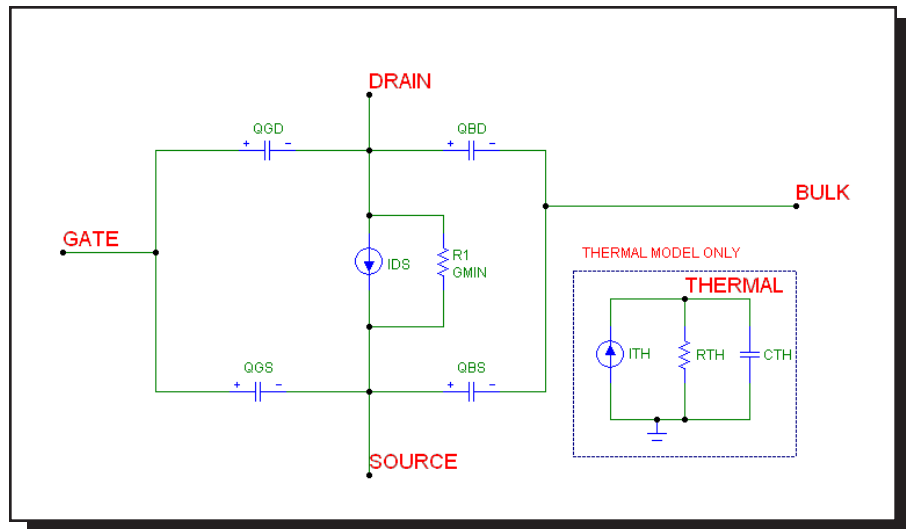 DRAIN
QGD
QBD
+ -
+ -
BULK
GATE
R1
IDS
GMIN
THERMAL MODEL ONLY
THERMAL
ITH
RTH
CTH
QGS
QBS
+ -
+ -
SOURCE